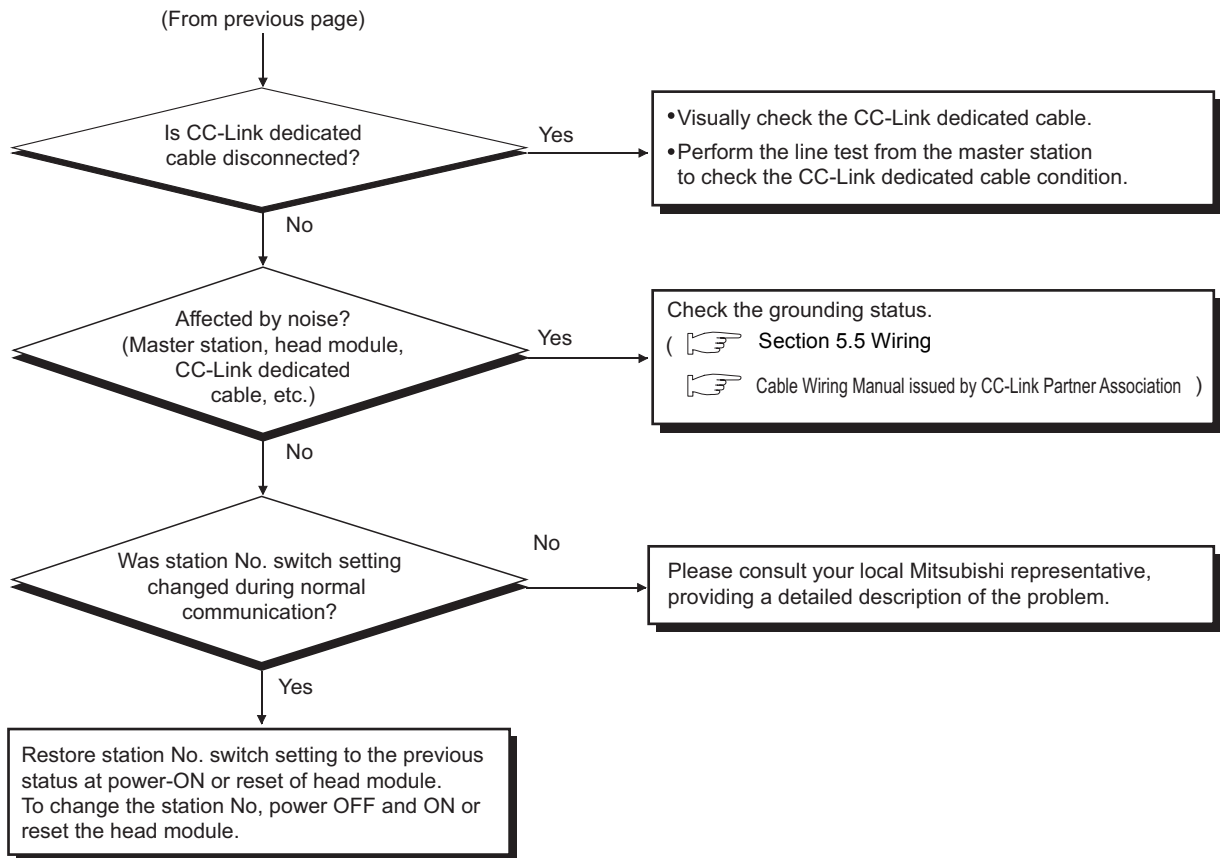 (From previous page)
Is CC-Link dedicated
cable disconnected?
Yes
•Visually check the CC-Link dedicated cable.
•Perform the line test from the master station
to check the CC-Link dedicated cable condition.
No
Affected by noise?
(Master station, head module,
CC-Link dedicated
cable, etc.)
Yes
Check the grounding status.
( Section 5.5 Wiring
Cable Wiring Manual issued by CC-Link Partner Association )
No
Was station No. switch setting
changed during normal
communication?
No
Please consult your local Mitsubishi representative,
providing a detailed description of the problem.
Yes
Restore station No. switch setting to the previous
status at power-ON or reset of head module.
To change the station No, power OFF and ON or
reset the head module.